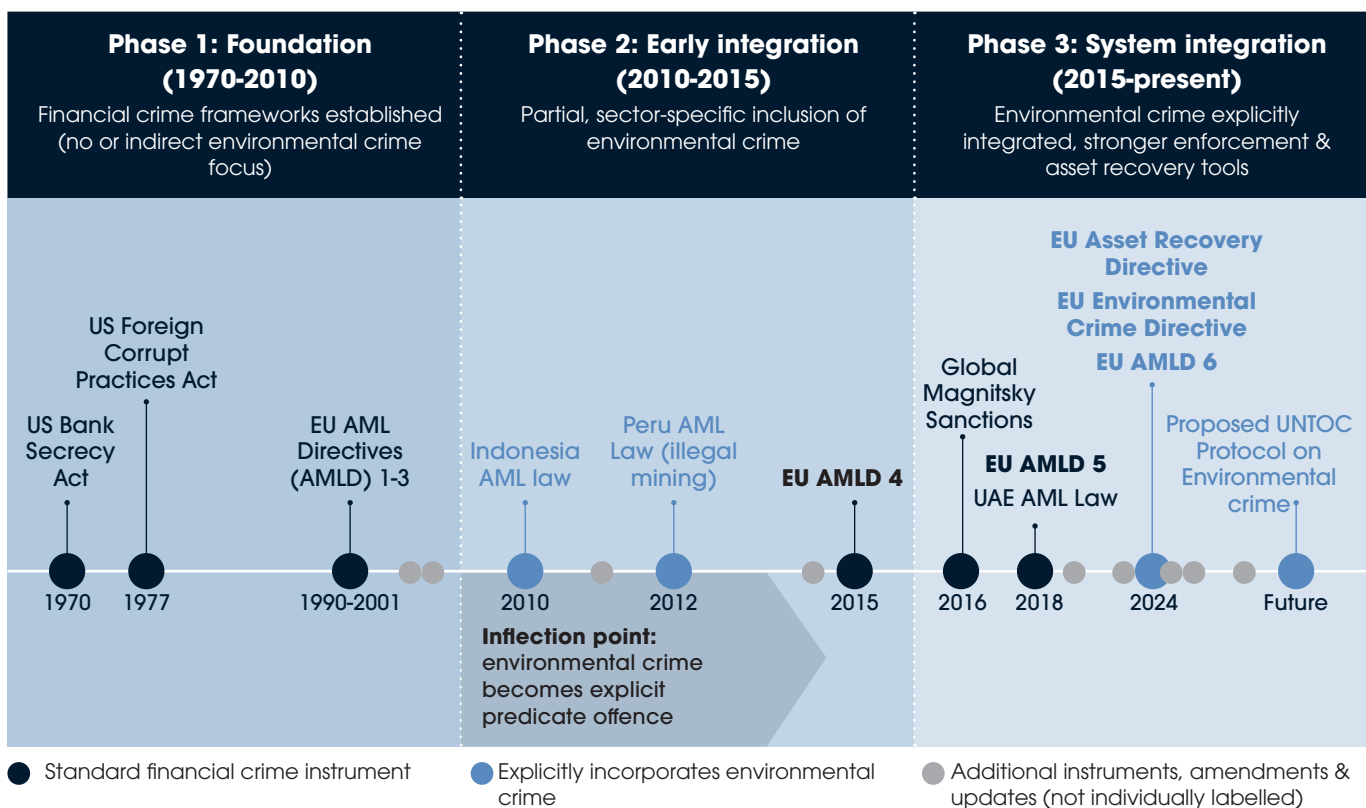 Phase 1: Foundation
(1970-2010)
Financial crime frameworks established
(no or indirect environmental crime
focus)
Phase 2: Early integration
(2010-2015)
Partial, sector-specific inclusion of
environmental crime
Phase 3: System integration
(2015-present)
Environmental crime explicitly
integrated, stronger enforcement &
asset recovery tools
US Bank
Secrecy
Act
US Foreign
Corrupt
Practices Act
EU AML
Directives
(AMLD) 1-3
Indonesia
AML law
Peru AML
Law (illegal
mining)
EU AMLD 4
Global
Magnitsky
Sanctions
EU AMLD 5
UAE AML Law
EU Asset Recovery
Directive
EU Environmental
Crime Directive
EU AMLD 6
Proposed UNTOC
Protocol on
Environmental
crime
1970
1977
1990-2001
2010
2012
2015
2016
2018
2024
Future
Inflection point:
environmental crime
becomes explicit
predicate offence
Standard financial crime instrument
Explicitly incorporates environmental
crime
Additional instruments, amendments &
updates (not individually labelled)